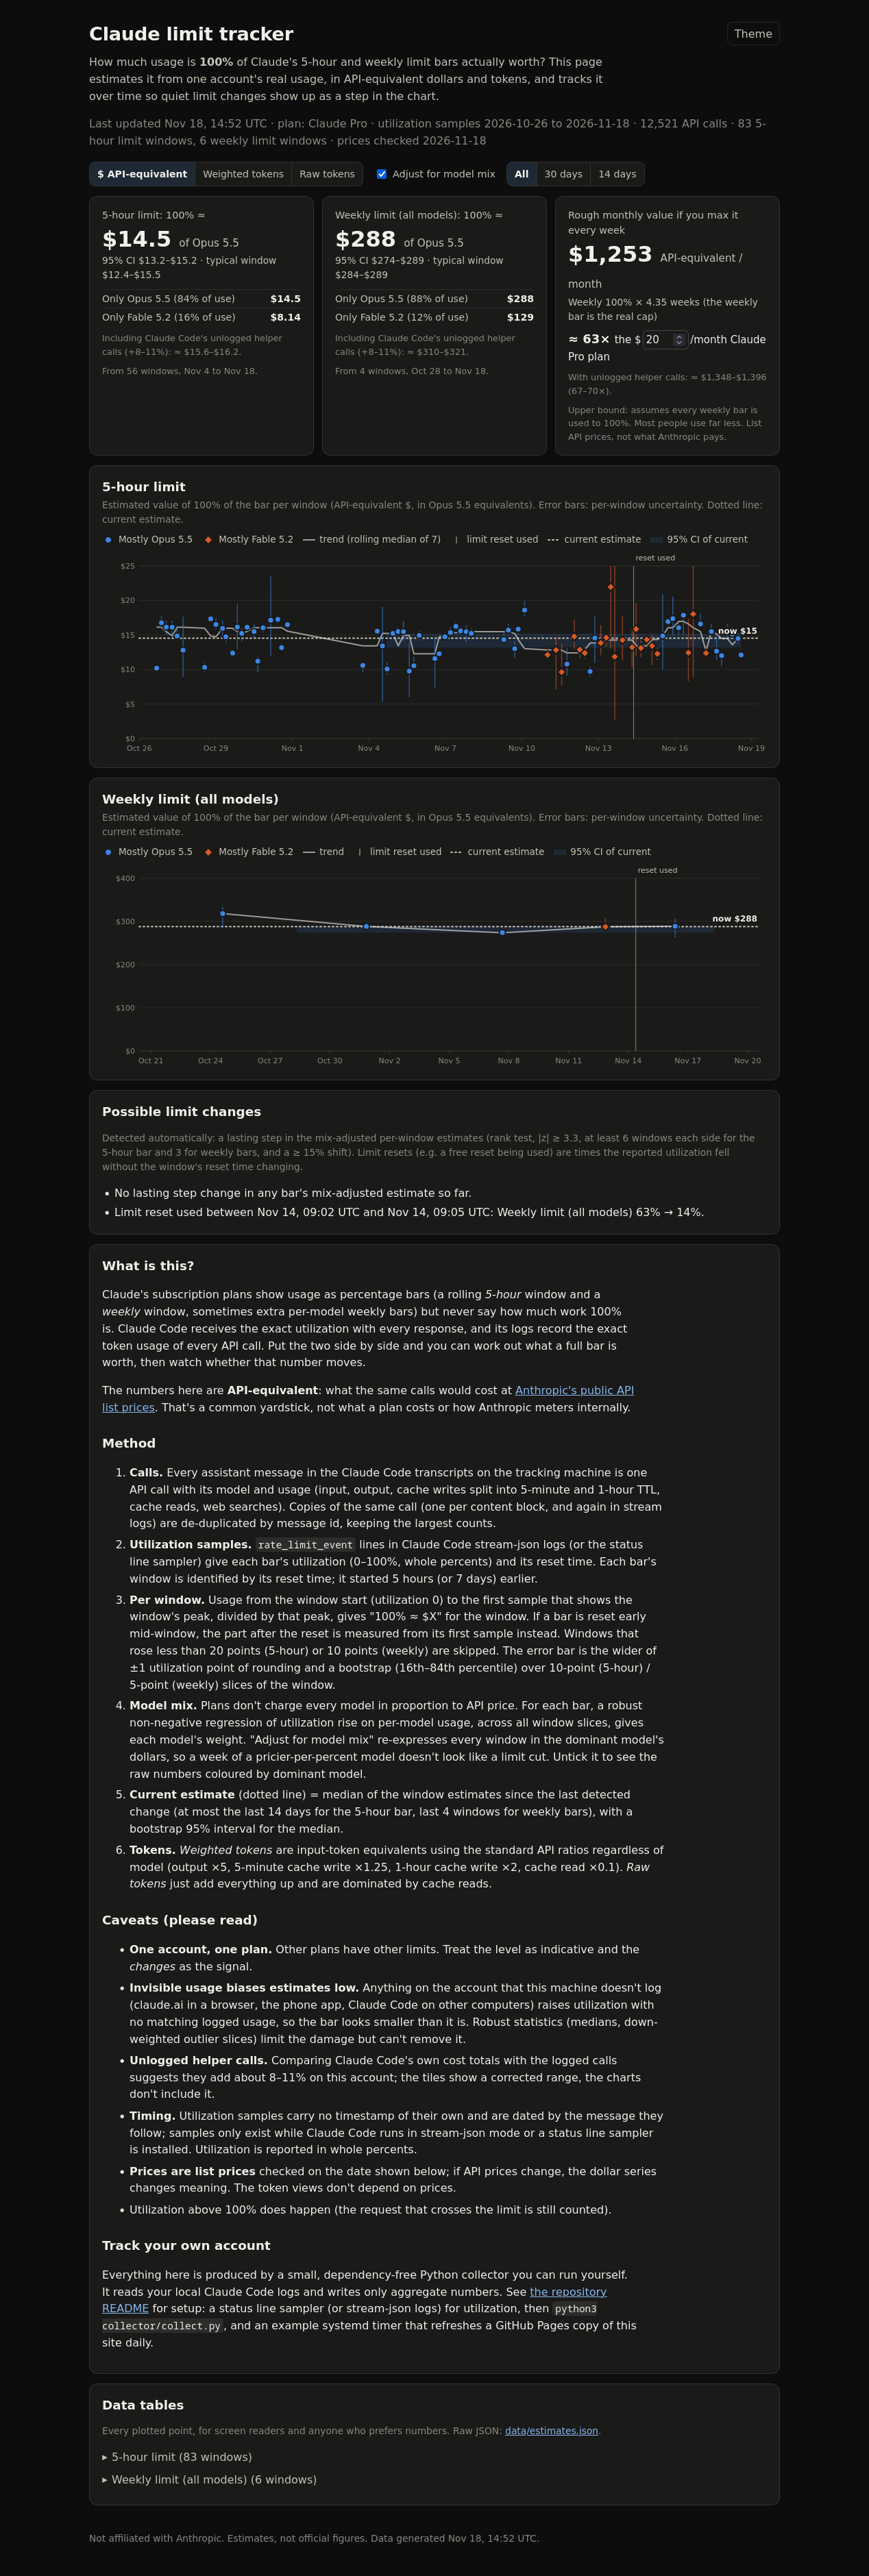 Claude limit tracker
Theme
How much usage is 100% of Claude's 5-hour and weekly limit bars actually worth? This page
estimates it from one account's real usage, in API-equivalent dollars and tokens, and tracks it
over time so quiet limit changes show up as a step in the chart.
Last updated Nov 18, 14:52 UTC · plan: Claude Pro · utilization samples 2026-10-26 to 2026-11-18 · 12,521 API calls · 83 5-
hour limit windows, 6 weekly limit windows · prices checked 2026-11-18
$ API-equivalent Weighted tokens Raw tokens Adjust for model mix All 30 days 14 days
5-hour limit: 100% ≈
$14.5 of Opus 5.5
95% CI $13.2–$15.2 · typical window
$12.4–$15.5
Only Opus 5.5 (84% of use) $14.5
Only Fable 5.2 (16% of use) $8.14
Including Claude Code's unlogged helper
calls (+8–11%): ≈ $15.6–$16.2.
From 56 windows, Nov 4 to Nov 18.
Weekly limit (all models): 100% ≈
$288 of Opus 5.5
95% CI $274–$289 · typical window
$284–$289
Only Opus 5.5 (88% of use) $288
Only Fable 5.2 (12% of use) $129
Including Claude Code's unlogged helper
calls (+8–11%): ≈ $310–$321.
From 4 windows, Oct 28 to Nov 18.
Rough monthly value if you max it
every week
$1,253 API-equivalent /
month
Weekly 100% × 4.35 weeks (the weekly
bar is the real cap)
≈ 63× the $ 20 /month Claude
Pro plan
With unlogged helper calls: ≈ $1,348–$1,396
(67–70×).
Upper bound: assumes every weekly bar is
used to 100%. Most people use far less. List
API prices, not what Anthropic pays.
5-hour limit
Estimated value of 100% of the bar per window (API-equivalent $, in Opus 5.5 equivalents). Error bars: per-window uncertainty. Dotted line:
current estimate.
Mostly Opus 5.5 Mostly Fable 5.2 trend (rolling median of 7) limit reset used current estimate 95% CI of current
reset used
$25
$20
$15
now $15
$10
$5
$0
Oct 26 Oct 29 Nov 1 Nov 4 Nov 7 Nov 10 Nov 13 Nov 16 Nov 19
Weekly limit (all models)
Estimated value of 100% of the bar per window (API-equivalent $, in Opus 5.5 equivalents). Error bars: per-window uncertainty. Dotted line:
current estimate.
Mostly Opus 5.5 Mostly Fable 5.2 trend limit reset used current estimate 95% CI of current
reset used
$400
$300
now $288
$200
$100
$0
Oct 21 Oct 24 Oct 27 Oct 30 Nov 2 Nov 5 Nov 8 Nov 11 Nov 14 Nov 17 Nov 20
Possible limit changes
Detected automatically: a lasting step in the mix-adjusted per-window estimates (rank test, |z| ≥ 3.3, at least 6 windows each side for the
5-hour bar and 3 for weekly bars, and a ≥ 15% shift). Limit resets (e.g. a free reset being used) are times the reported utilization fell
without the window's reset time changing.
• No lasting step change in any bar's mix-adjusted estimate so far.
• Limit reset used between Nov 14, 09:02 UTC and Nov 14, 09:05 UTC: Weekly limit (all models) 63% → 14%.
What is this?
Claude's subscription plans show usage as percentage bars (a rolling 5-hour window and a
weekly window, sometimes extra per-model weekly bars) but never say how much work 100%
is. Claude Code receives the exact utilization with every response, and its logs record the exact
token usage of every API call. Put the two side by side and you can work out what a full bar is
worth, then watch whether that number moves.
The numbers here are API-equivalent: what the same calls would cost at Anthropic's public API
list prices. That's a common yardstick, not what a plan costs or how Anthropic meters internally.
Method
1. Calls. Every assistant message in the Claude Code transcripts on the tracking machine is one
API call with its model and usage (input, output, cache writes split into 5-minute and 1-hour TTL,
cache reads, web searches). Copies of the same call (one per content block, and again in stream
logs) are de-duplicated by message id, keeping the largest counts.
2. Utilization samples. rate_limit_event lines in Claude Code stream-json logs (or the status
line sampler) give each bar's utilization (0–100%, whole percents) and its reset time. Each bar's
window is identified by its reset time; it started 5 hours (or 7 days) earlier.
3. Per window. Usage from the window start (utilization 0) to the first sample that shows the
window's peak, divided by that peak, gives "100% ≈ $X" for the window. If a bar is reset early
mid-window, the part after the reset is measured from its first sample instead. Windows that
rose less than 20 points (5-hour) or 10 points (weekly) are skipped. The error bar is the wider of
±1 utilization point of rounding and a bootstrap (16th–84th percentile) over 10-point (5-hour) /
5-point (weekly) slices of the window.
4. Model mix. Plans don't charge every model in proportion to API price. For each bar, a robust
non-negative regression of utilization rise on per-model usage, across all window slices, gives
each model's weight. "Adjust for model mix" re-expresses every window in the dominant model's
dollars, so a week of a pricier-per-percent model doesn't look like a limit cut. Untick it to see the
raw numbers coloured by dominant model.
5. Current estimate (dotted line) = median of the window estimates since the last detected
change (at most the last 14 days for the 5-hour bar, last 4 windows for weekly bars), with a
bootstrap 95% interval for the median.
6. Tokens. Weighted tokens are input-token equivalents using the standard API ratios regardless of
model (output ×5, 5-minute cache write ×1.25, 1-hour cache write ×2, cache read ×0.1). Raw
tokens just add everything up and are dominated by cache reads.
Caveats (please read)
• One account, one plan. Other plans have other limits. Treat the level as indicative and the
changes as the signal.
• Invisible usage biases estimates low. Anything on the account that this machine doesn't log
(claude.ai in a browser, the phone app, Claude Code on other computers) raises utilization with
no matching logged usage, so the bar looks smaller than it is. Robust statistics (medians, down-
weighted outlier slices) limit the damage but can't remove it.
• Unlogged helper calls. Comparing Claude Code's own cost totals with the logged calls
suggests they add about 8–11% on this account; the tiles show a corrected range, the charts
don't include it.
• Timing. Utilization samples carry no timestamp of their own and are dated by the message they
follow; samples only exist while Claude Code runs in stream-json mode or a status line sampler
is installed. Utilization is reported in whole percents.
• Prices are list prices checked on the date shown below; if API prices change, the dollar series
changes meaning. The token views don't depend on prices.
• Utilization above 100% does happen (the request that crosses the limit is still counted).
Track your own account
Everything here is produced by a small, dependency-free Python collector you can run yourself.
It reads your local Claude Code logs and writes only aggregate numbers. See the repository
README for setup: a status line sampler (or stream-json logs) for utilization, then python3
collector/collect.py, and an example systemd timer that refreshes a GitHub Pages copy of this
site daily.
Data tables
Every plotted point, for screen readers and anyone who prefers numbers. Raw JSON: data/estimates.json.
▸ 5-hour limit (83 windows)
▸ Weekly limit (all models) (6 windows)
Not affiliated with Anthropic. Estimates, not official figures. Data generated Nov 18, 14:52 UTC.